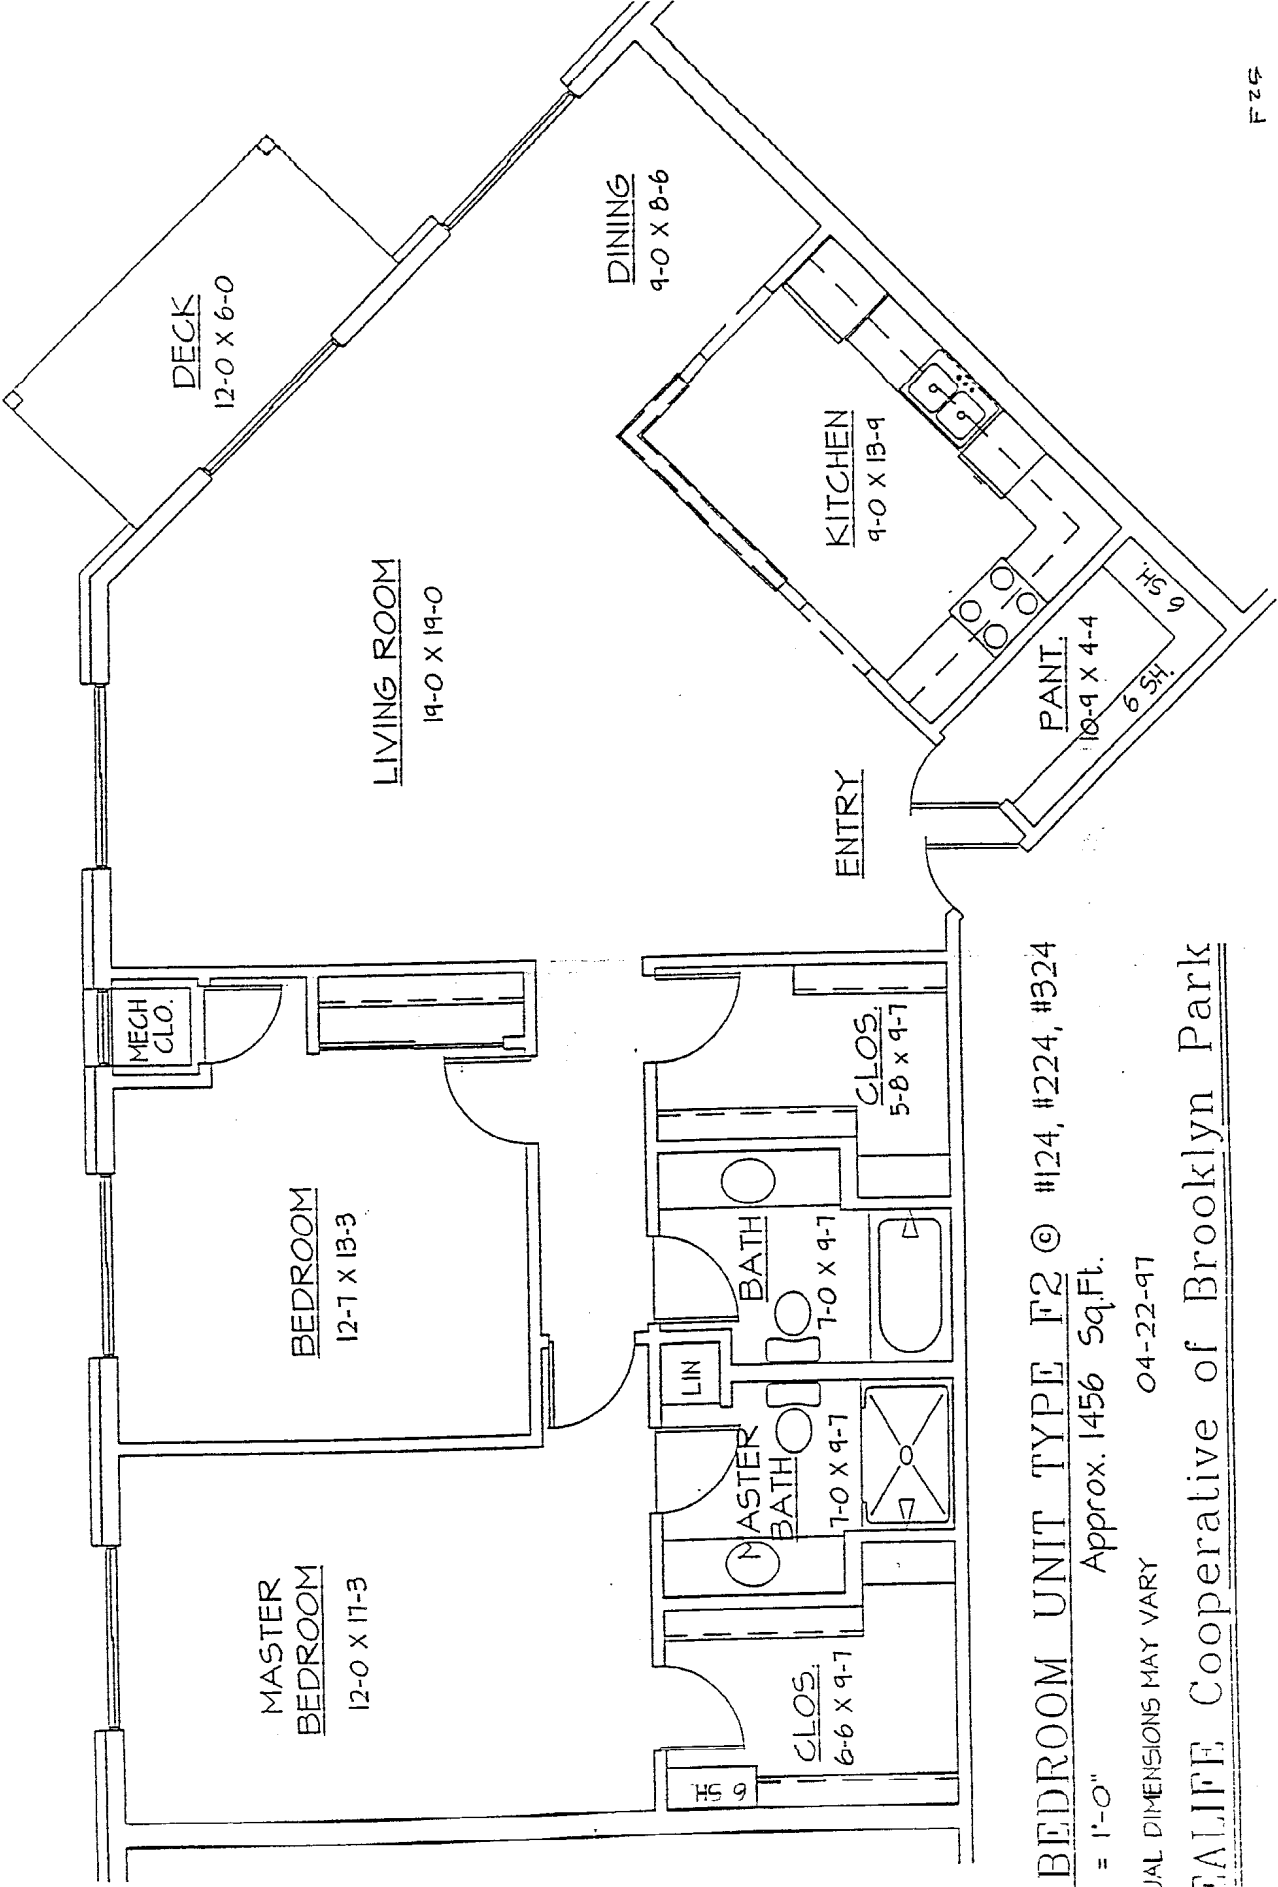 DECK
12-0 X 6-0
DINING
9-0 X 8-6
LIVING ROOM
19-0 X 19-0
KITCHEN
9-0 X 13-9
PANT.
10-9 X 4-4
6 SH.
6 SH.
ENTRY
MECH
CLO.
BEDROOM
12-7 X 13-3
CLOS.
5-8 X 9-7
BATH
7-0 X 9-7
LIN
MASTER
BATH
7-0 X 9-7
MASTER
BEDROOM
12-0 X 17-3
CLOS.
6-6 X 9-7
6 SH
BEDROOM UNIT TYPE F2 © #124, #224, #324
= 1'-0" Approx. 1456 Sq.Ft.
UAL DIMENSIONS MAY VARY 04-22-97
EALIFE Cooperative of Brooklyn Park